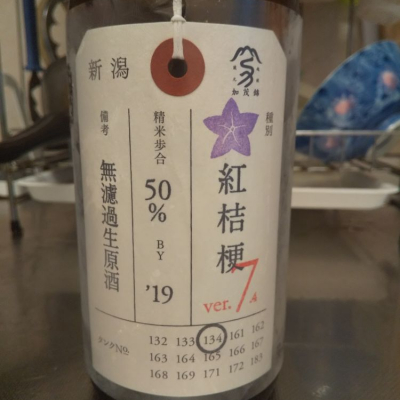 加茂錦
種別
紅桔梗
ver.7A
精米歩合
50%
BY
'19
新潟
備考
無濾過生原酒
タンクNo
132 133 134 161 162
163 164 165 166 167
168 169 171 172 183